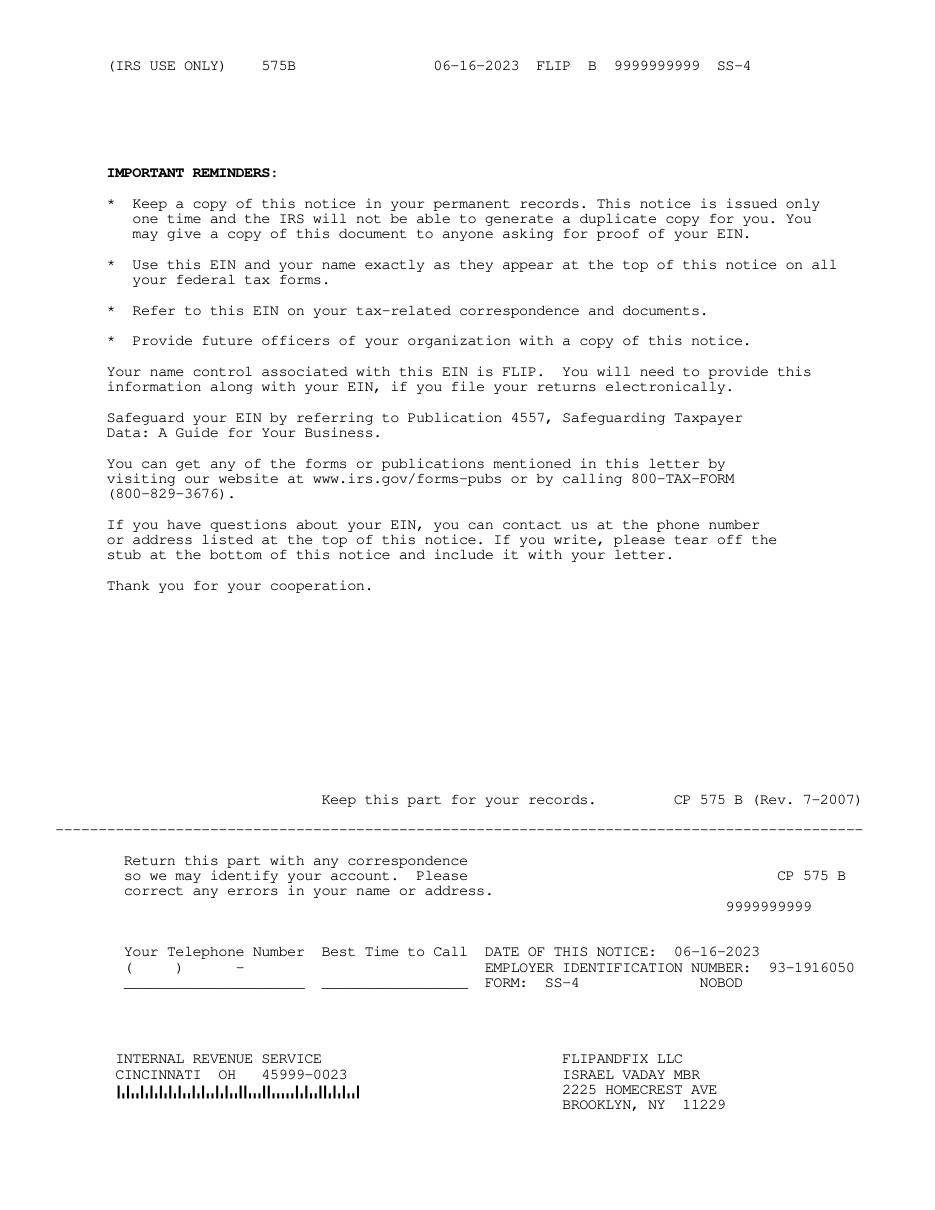 (IRS USE ONLY)    575B                06-16-2023  FLIP  B  9999999999  SS-4
IMPORTANT REMINDERS:
*  Keep a copy of this notice in your permanent records. This notice is issued only
one time and the IRS will not be able to generate a duplicate copy for you. You
may give a copy of this document to anyone asking for proof of your EIN.
*  Use this EIN and your name exactly as they appear at the top of this notice on all
your federal tax forms.
*  Refer to this EIN on your tax-related correspondence and documents.
*  Provide future officers of your organization with a copy of this notice.
Your name control associated with this EIN is FLIP.  You will need to provide this
information along with your EIN, if you file your returns electronically.
Safeguard your EIN by referring to Publication 4557, Safeguarding Taxpayer
Data: A Guide for Your Business.
You can get any of the forms or publications mentioned in this letter by
visiting our website at www.irs.gov/forms-pubs or by calling 800-TAX-FORM
(800-829-3676).
If you have questions about your EIN, you can contact us at the phone number
or address listed at the top of this notice. If you write, please tear off the
stub at the bottom of this notice and include it with your letter.
Thank you for your cooperation.
Keep this part for your records.         CP 575 B (Rev. 7-2007)
----------------------------------------------------------------------------------------------
Return this part with any correspondence
so we may identify your account.  Please                                    CP 575 B
correct any errors in your name or address.
9999999999
Your Telephone Number  Best Time to Call  DATE OF THIS NOTICE:  06-16-2023
(     )      -                            EMPLOYER IDENTIFICATION NUMBER:  93-1916050
_____________________  _________________  FORM:  SS-4              NOBOD
INTERNAL REVENUE SERVICE                            FLIPANDFIX LLC
CINCINNATI  OH   45999-0023                         ISRAEL VADAY MBR
2225 HOMECREST AVE
BROOKLYN, NY  11229